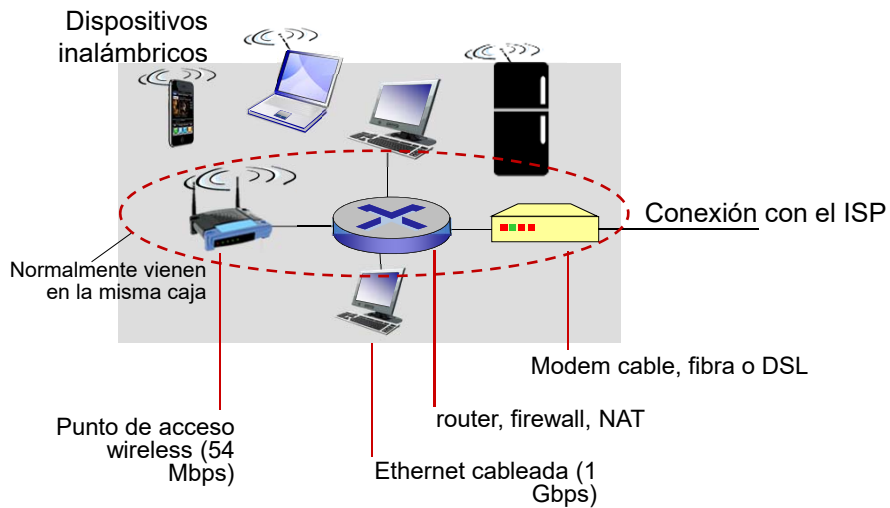 Dispositivos
inalámbricos
Conexión con el ISP
Normalmente vienen
en la misma caja
Modem cable, fibra o DSL
router, firewall, NAT
Punto de acceso
wireless (54
Mbps)
Ethernet cableada (1
Gbps)